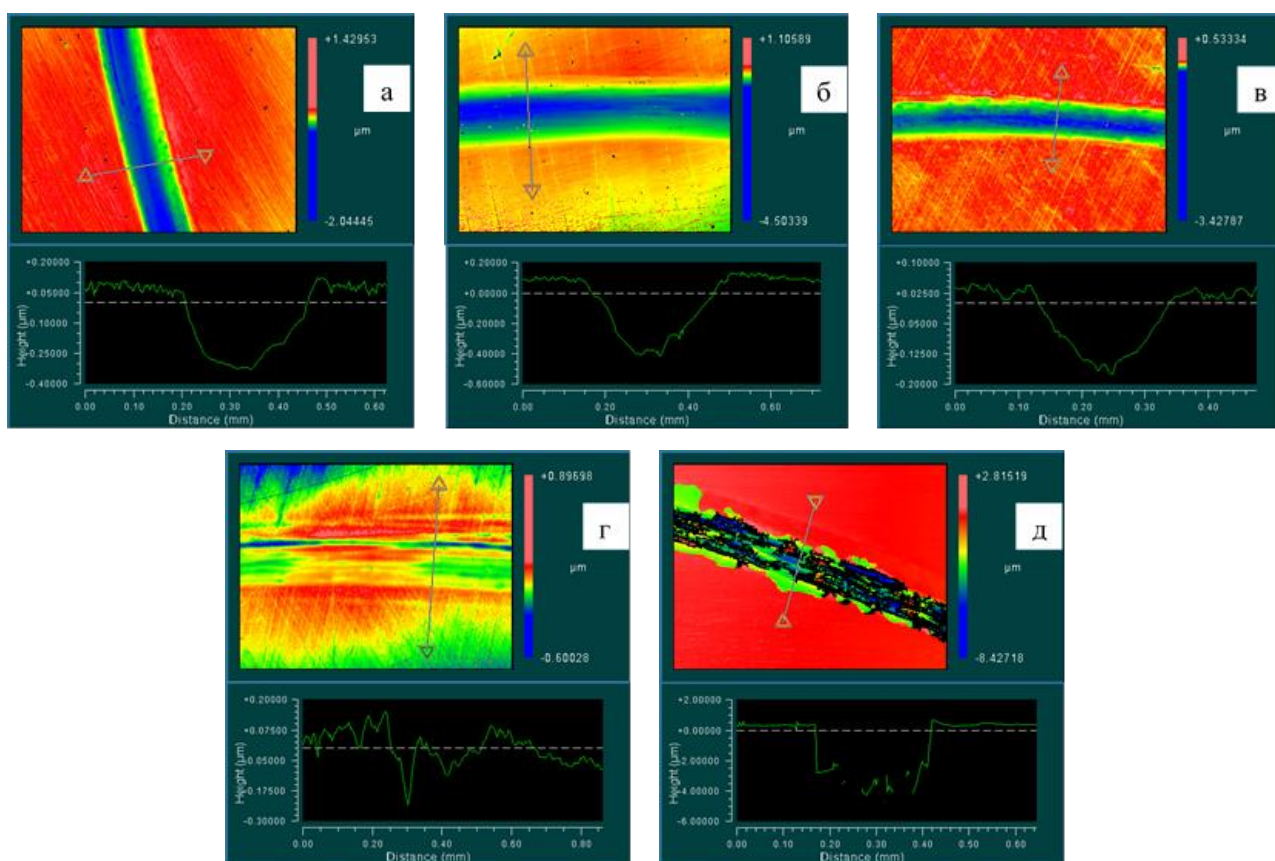 +1.42953
а
µm
-2.04445
+0.20000
+0.05000
-0.10000
-0.25000
-0.40000
Height (µm)
0.00 0.10 0.20 0.30 0.40 0.50 0.60
Distance (mm)
+1.10589
б
µm
-4.50339
+0.20000
+0.00000
-0.20000
-0.40000
-0.60000
Height (µm)
0.00 0.20 0.40 0.60
Distance (mm)
+0.53334
в
µm
-3.42787
+0.10000
+0.02500
-0.05000
-0.12500
-0.20000
Height (µm)
0.00 0.10 0.20 0.30 0.40
Distance (mm)
+0.89598
г
µm
-0.60028
+0.20000
+0.07500
-0.05000
-0.17500
-0.30000
Height (µm)
0.00 0.20 0.40 0.60 0.80
Distance (mm)
+2.81519
д
µm
-8.42718
+2.00000
+0.00000
-2.00000
-4.00000
-6.00000
Height (µm)
0.00 0.10 0.20 0.30 0.40 0.50 0.60
Distance (mm)